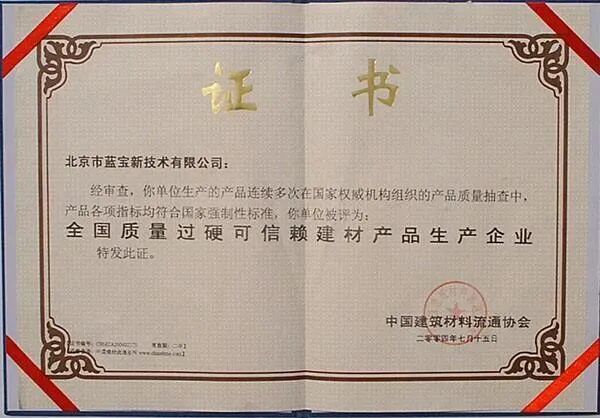 证书
北京市蓝宝新技术有限公司：
经审查，你单位生产的产品连续多次在国家权威机构组织的产品质量抽查中，
产品各项指标均符合国家强制性标准，你单位被评为：
全国质量过硬可信赖建材产品生产企业
特发此证。
中国建筑材料流通协会
二〇〇四年七月十五日